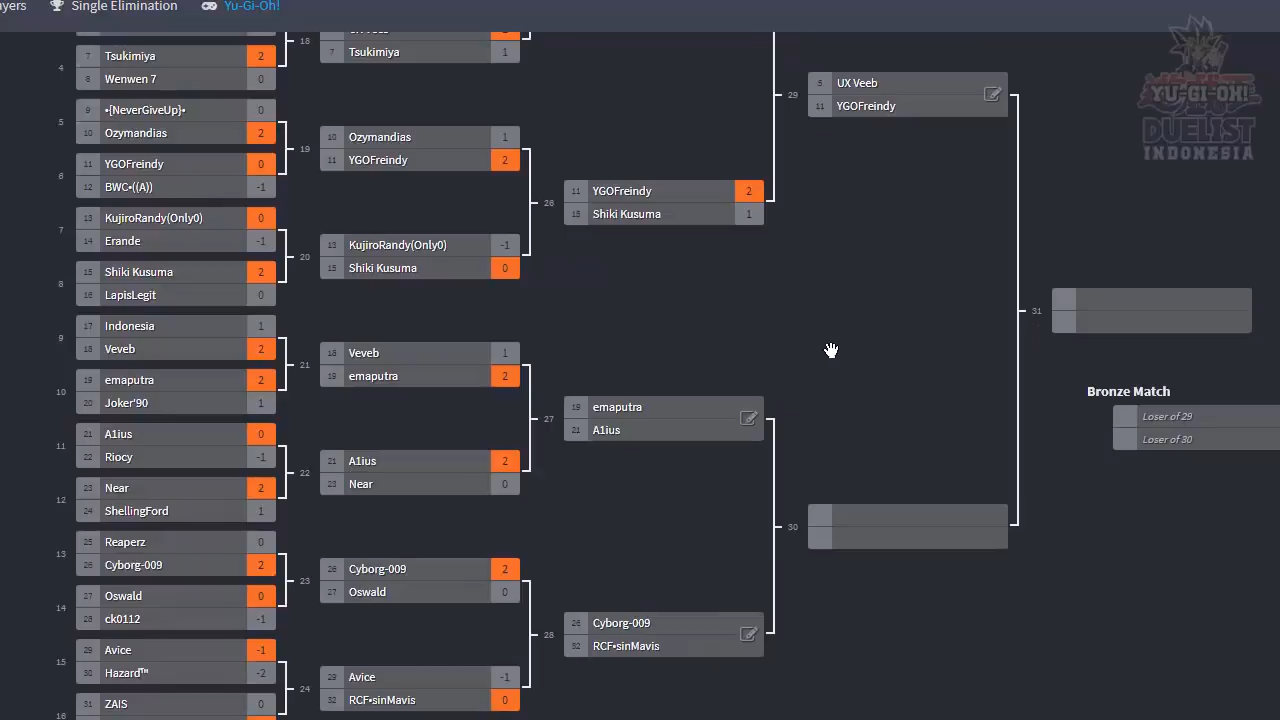 ayers Single Elimination Yu-Gi-Oh!
YU-GI-OH!
DUELIST
INDONESIA
4
7 Tsukimiya 2
8 Wenwen 7 0
5
9 •{NeverGiveUp}• 0
10 Ozymandias 2
6
11 YGOFreindy 0
12 BWC•((A)) -1
7
13 KujiroRandy(Only0) 0
14 Erande -1
8
15 Shiki Kusuma 2
16 LapisLegit 0
9
17 Indonesia 1
18 Veveb 2
10
19 emaputra 2
20 Joker'90 1
11
21 A1ius 0
22 Riocy -1
12
23 Near 2
24 ShellingFord 1
13
25 Reaperz 0
26 Cyborg-009 2
14
27 Oswald 0
28 ck0112 -1
15
29 Avice -1
30 Hazard™ -2
16
31 ZAIS 0
18
7 Tsukimiya 1
19
10 Ozymandias 1
11 YGOFreindy 2
20
13 KujiroRandy(Only0) -1
15 Shiki Kusuma 0
21
18 Veveb 1
19 emaputra 2
22
21 A1ius 2
23 Near 0
23
26 Cyborg-009 2
27 Oswald 0
24
29 Avice -1
32 RCF•sinMavis 0
26
11 YGOFreindy 2
15 Shiki Kusuma 1
27
19 emaputra
21 A1ius
28
26 Cyborg-009
32 RCF•sinMavis
29
5 UX Veeb
11 YGOFreindy
30
31
Bronze Match
Loser of 29
Loser of 30